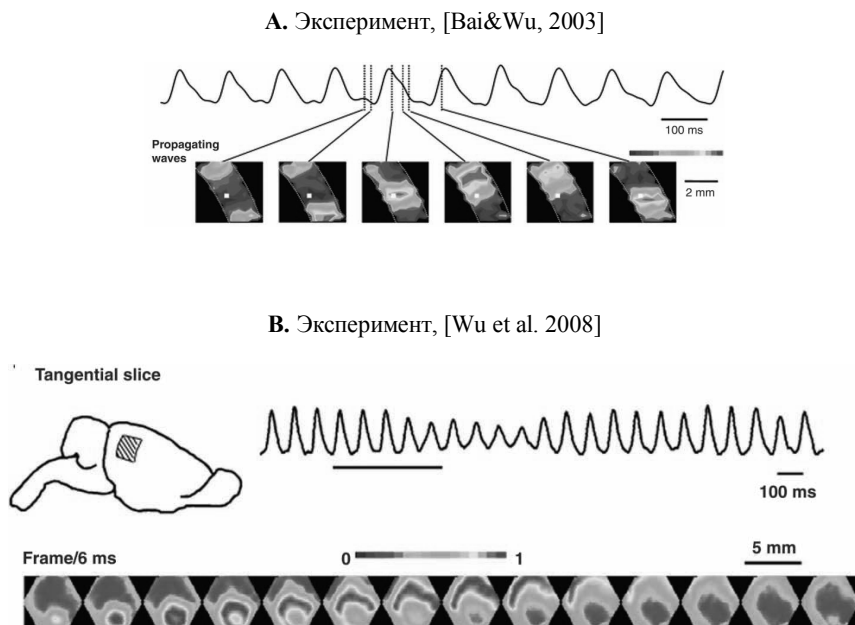 A. Эксперимент, [Bai&Wu, 2003]
100 ms
Propagating
waves
2 mm
B. Эксперимент, [Wu et al. 2008]
Tangential slice
100 ms
Frame/6 ms
0
1
5 mm